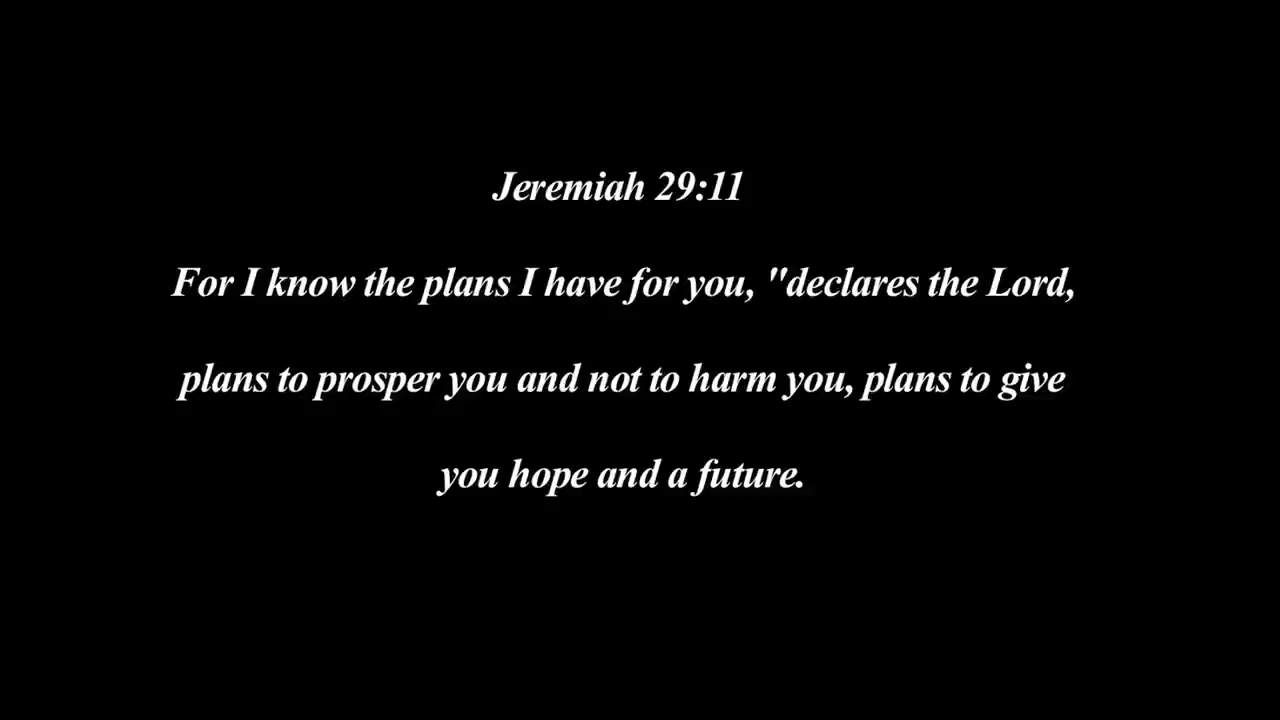 Jeremiah 29:11
For I know the plans I have for you, "declares the Lord,
plans to prosper you and not to harm you, plans to give
you hope and a future.